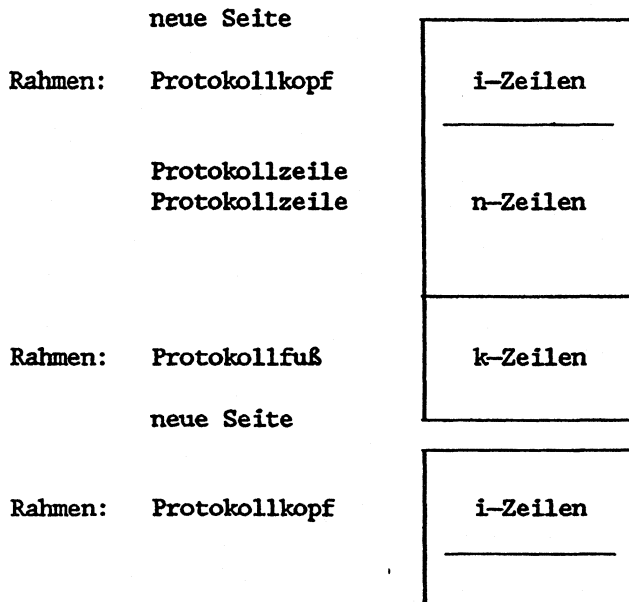 neue Seite
Rahmen: Protokollkopf i-Zeilen
Protokollzeile
Protokollzeile n-Zeilen
Rahmen: Protokollfuß k-Zeilen
neue Seite
Rahmen: Protokollkopf i-Zeilen